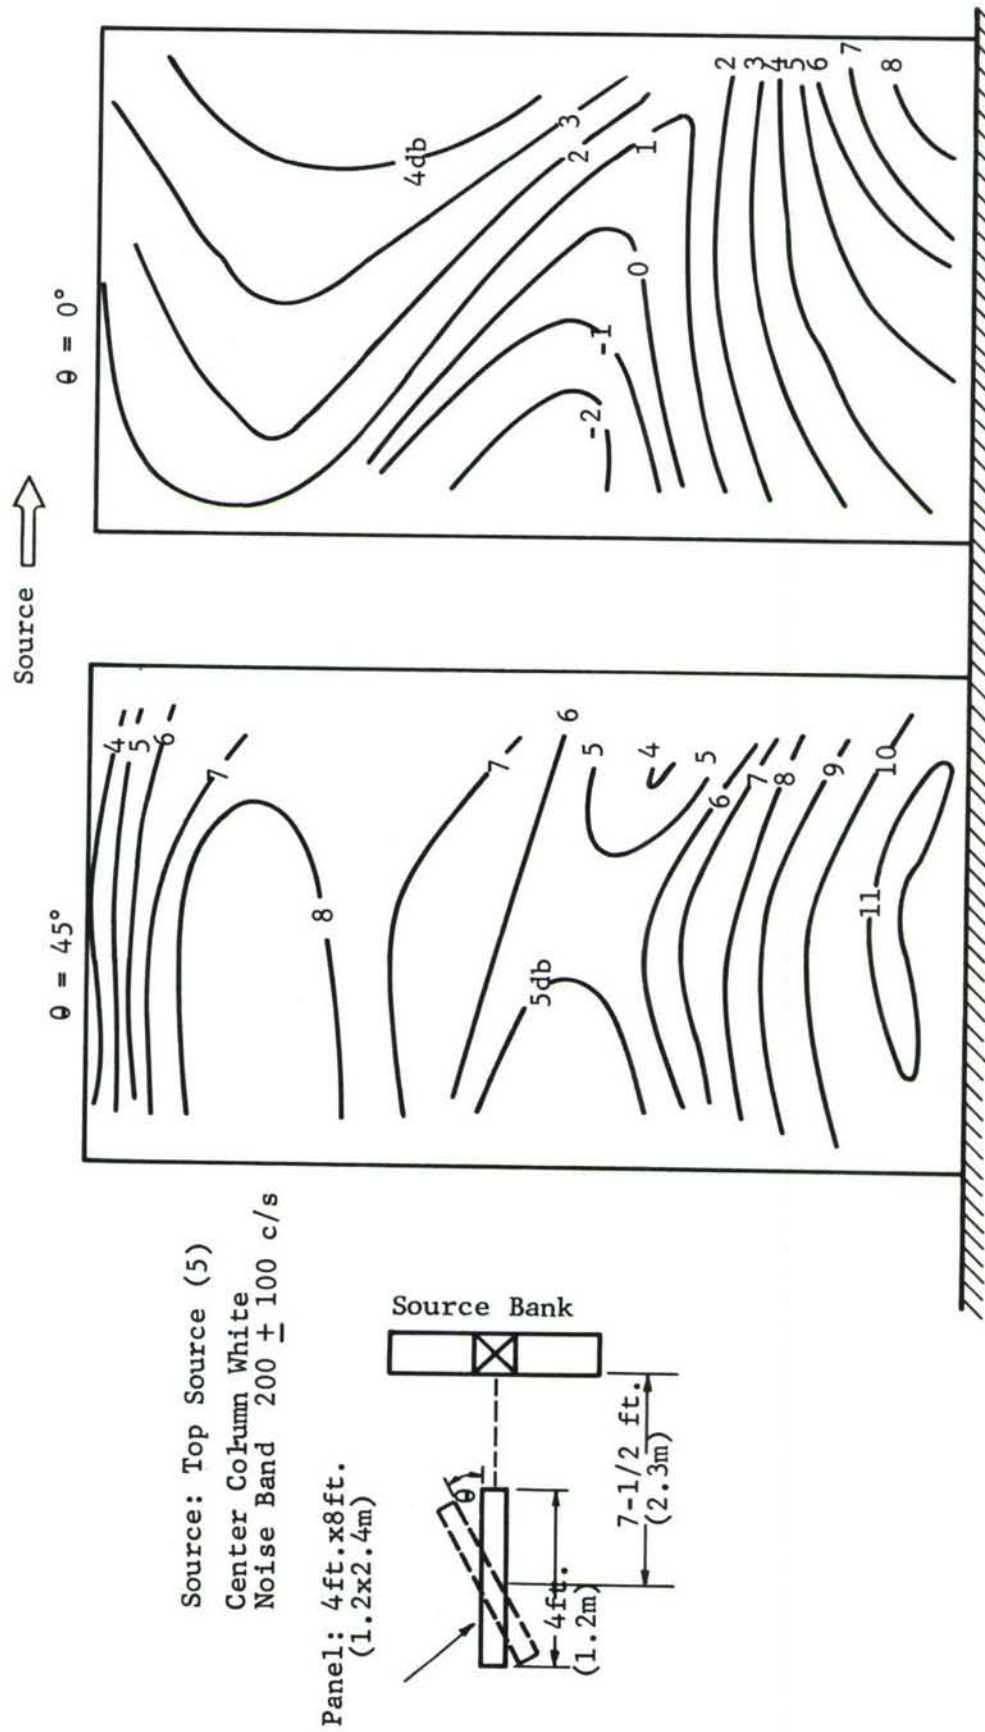 Source
θ = 45°
θ = 0°
4
5
6
7
8
7
6
5
4
5
5db
6
7
8
9
10
11
4db
3
2
1
0
-1
-2
2
3
4
5
6
7
8
Source: Top Source (5)
Center Column White
Noise Band 200 ± 100 c/s
Panel: 4ft.x8ft.
(1.2x2.4m)
Source Bank
θ
4ft.
(1.2m)
7-1/2 ft.
(2.3m)